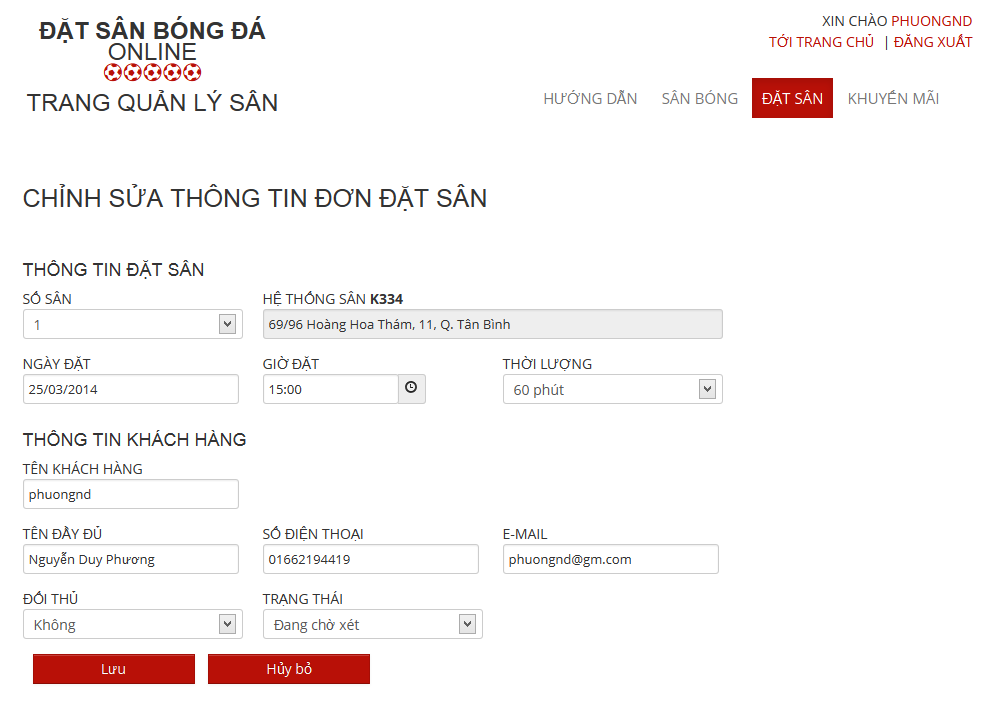 ĐẶT SÂN BÓNG ĐÁ
ONLINE
TRANG QUẢN LÝ SÂN
XIN CHÀO PHUONGND
TỚI TRANG CHỦ | ĐĂNG XUẤT
HƯỚNG DẪN SÂN BÓNG ĐẶT SÂN KHUYẾN MÃI
CHỈNH SỬA THÔNG TIN ĐƠN ĐẶT SÂN
THÔNG TIN ĐẶT SÂN
SỐ SÂN HỆ THỐNG SÂN K334
1 69/96 Hoàng Hoa Thám, 11, Q. Tân Bình
NGÀY ĐẶT GIỜ ĐẶT THỜI LƯỢNG
25/03/2014 15:00 60 phút
THÔNG TIN KHÁCH HÀNG
TÊN KHÁCH HÀNG
phuongnd
TÊN ĐẦY ĐỦ SỐ ĐIỆN THOẠI E-MAIL
Nguyễn Duy Phương 01662194419 phuongnd@gm.com
ĐỐI THỦ TRẠNG THÁI
Không Đang chờ xét
Lưu Hủy bỏ